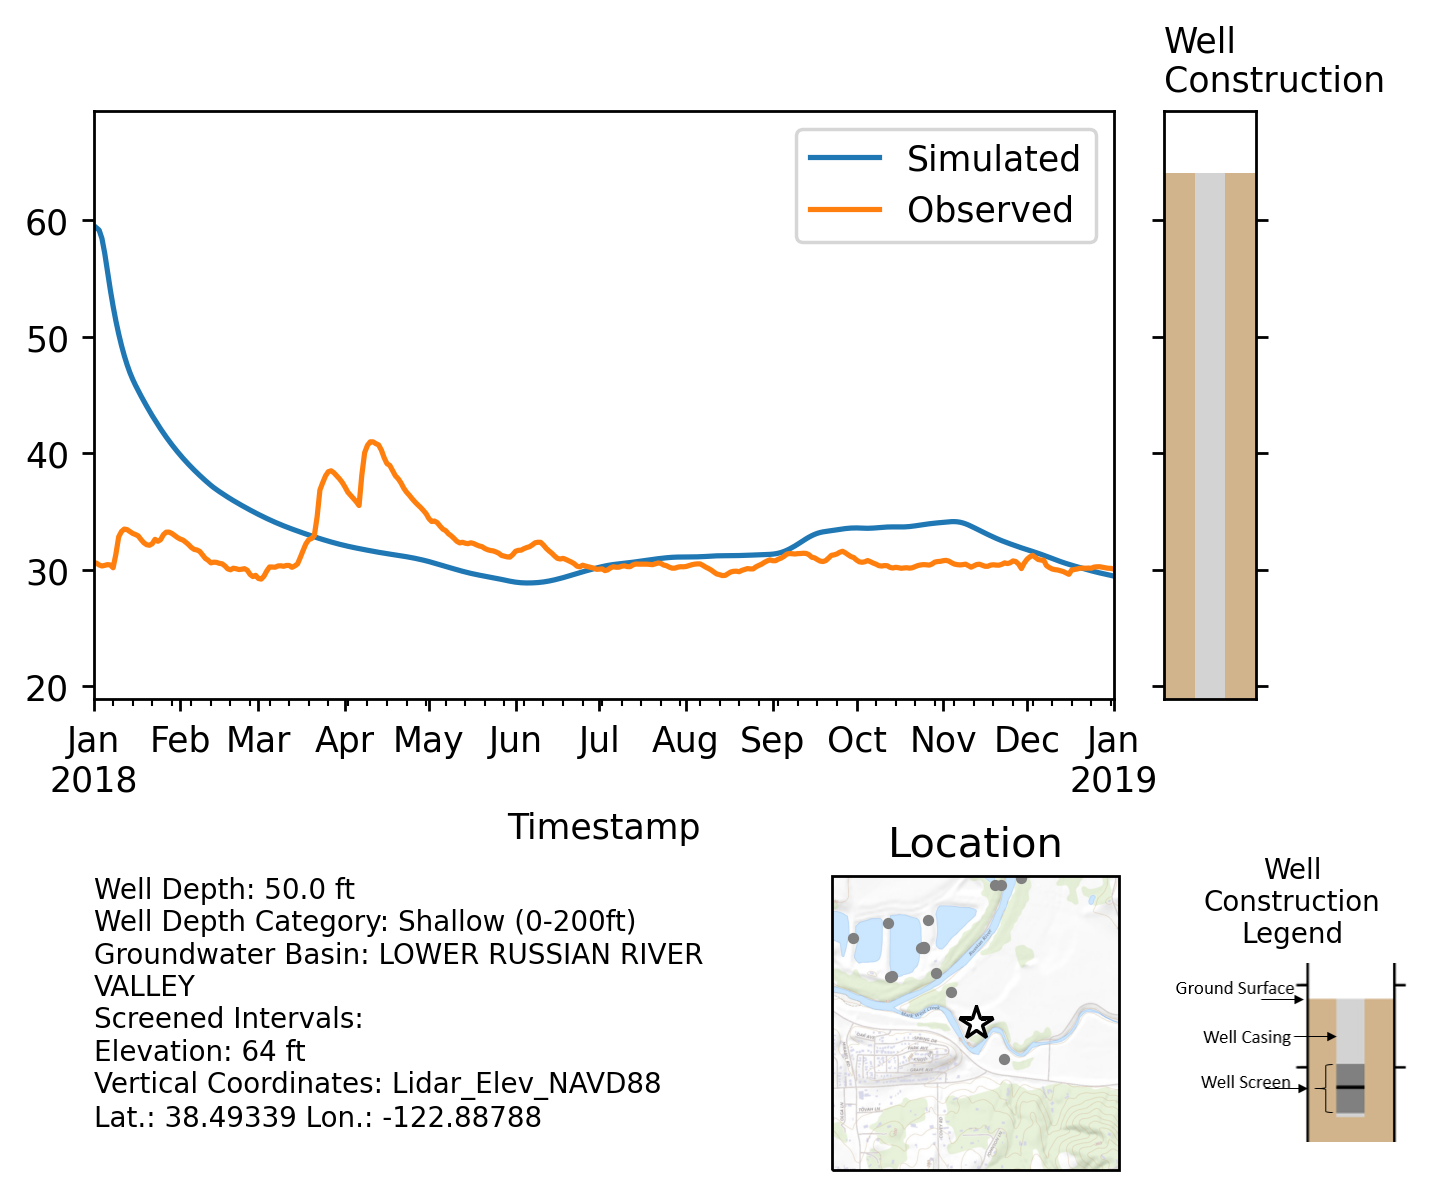 Well
Construction
Simulated
Observed
60
50
40
30
20
Jan Feb Mar Apr May Jun Jul Aug Sep Oct Nov Dec Jan
2018 2019
Timestamp
Well Depth: 50.0 ft
Well Depth Category: Shallow (0-200ft)
Groundwater Basin: LOWER RUSSIAN RIVER
VALLEY
Screened Intervals:
Elevation: 64 ft
Vertical Coordinates: Lidar_Elev_NAVD88
Lat.: 38.49339 Lon.: -122.88788
Location
Well
Construction
Legend
Ground Surface
Well Casing
Well Screen